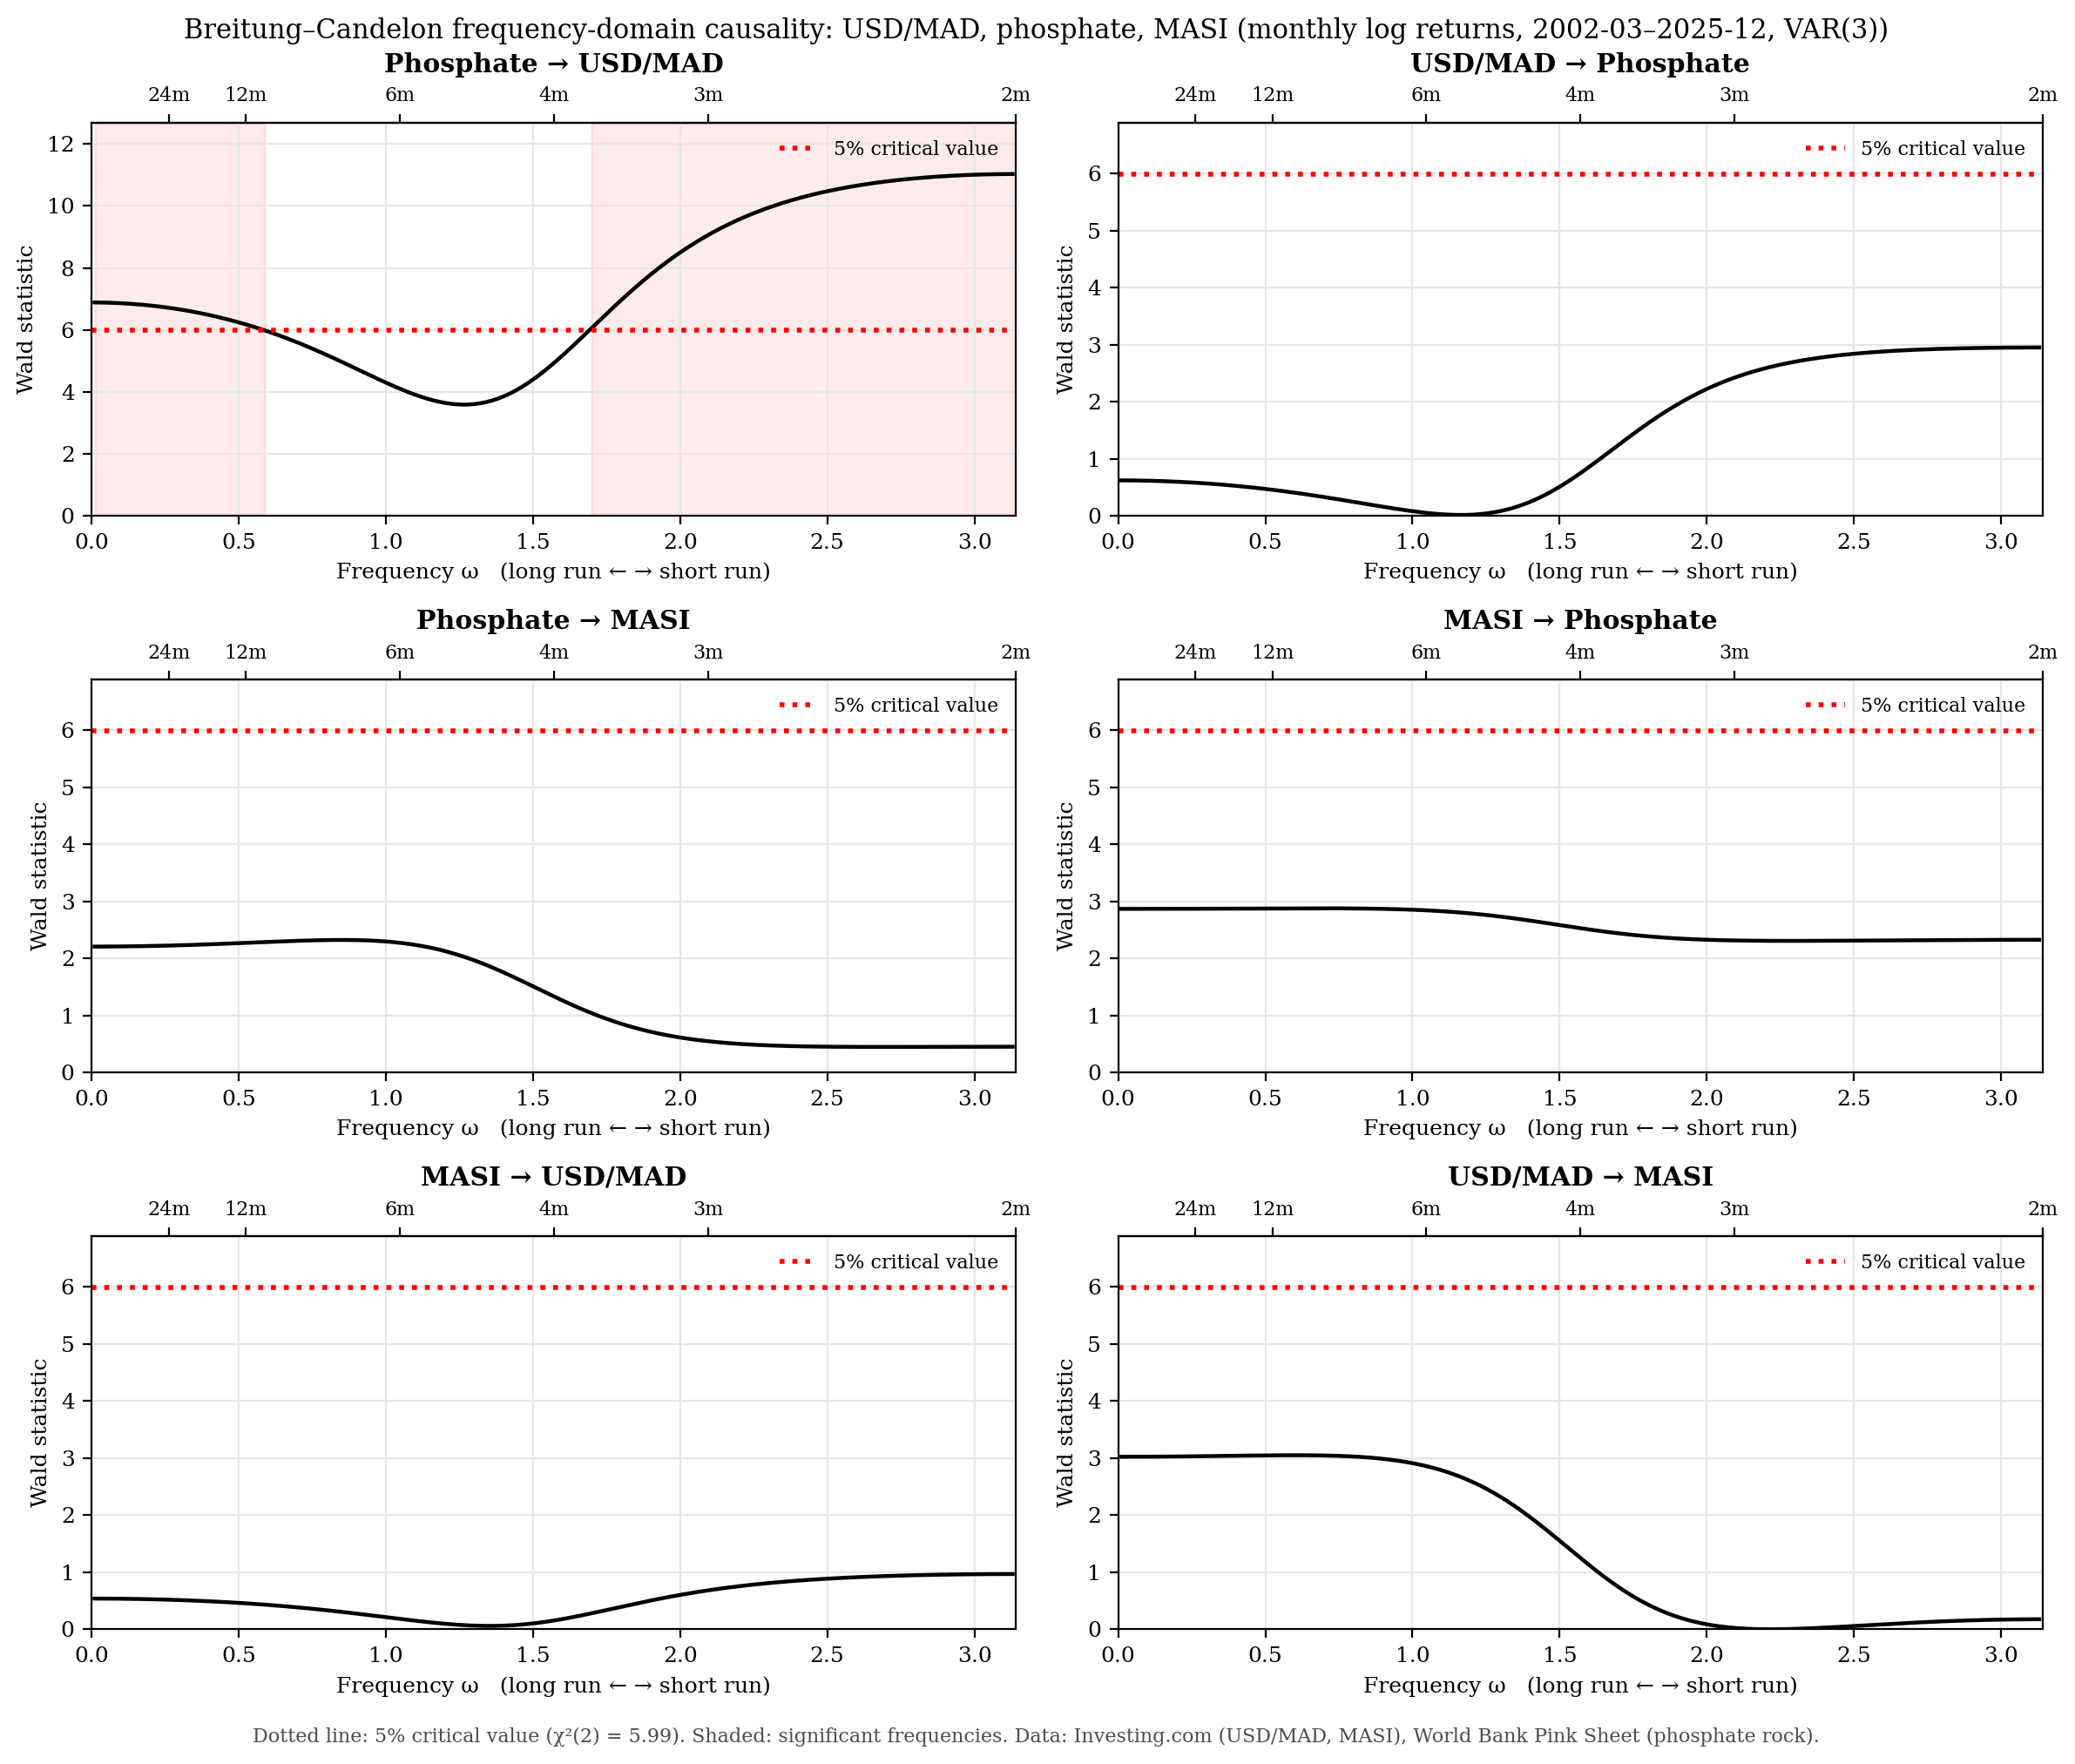 Breitung–Candelon frequency-domain causality: USD/MAD, phosphate, MASI (monthly log returns, 2002-03–2025-12, VAR(3))
Phosphate → USD/MAD
24m 12m 6m 4m 3m 2m
5% critical value
Wald statistic
12
10
8
6
4
2
0
0.0 0.5 1.0 1.5 2.0 2.5 3.0
Frequency ω (long run ← → short run)
USD/MAD → Phosphate
24m 12m 6m 4m 3m 2m
5% critical value
Wald statistic
6
5
4
3
2
1
0
0.0 0.5 1.0 1.5 2.0 2.5 3.0
Frequency ω (long run ← → short run)
Phosphate → MASI
24m 12m 6m 4m 3m 2m
5% critical value
Wald statistic
6
5
4
3
2
1
0
0.0 0.5 1.0 1.5 2.0 2.5 3.0
Frequency ω (long run ← → short run)
MASI → Phosphate
24m 12m 6m 4m 3m 2m
5% critical value
Wald statistic
6
5
4
3
2
1
0
0.0 0.5 1.0 1.5 2.0 2.5 3.0
Frequency ω (long run ← → short run)
MASI → USD/MAD
24m 12m 6m 4m 3m 2m
5% critical value
Wald statistic
6
5
4
3
2
1
0
0.0 0.5 1.0 1.5 2.0 2.5 3.0
Frequency ω (long run ← → short run)
USD/MAD → MASI
24m 12m 6m 4m 3m 2m
5% critical value
Wald statistic
6
5
4
3
2
1
0
0.0 0.5 1.0 1.5 2.0 2.5 3.0
Frequency ω (long run ← → short run)
Dotted line: 5% critical value (χ²(2) = 5.99). Shaded: significant frequencies. Data: Investing.com (USD/MAD, MASI), World Bank Pink Sheet (phosphate rock).